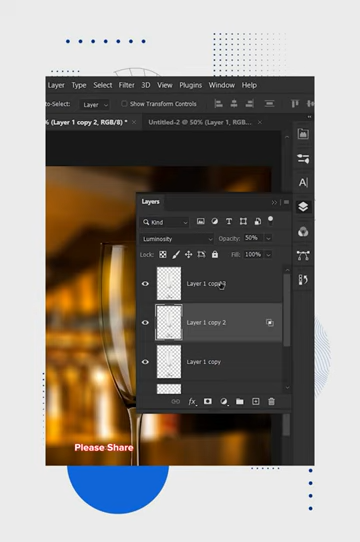 Layer Type Select Filter 3D View Plugins Window Help
to-Select: Layer Show Transform Controls
% (Layer 1 copy 2, RGB/8) * × Untitled-2 @ 50% (Layer 1, RGB...
Layers
Kind
Luminosity Opacity: 50%
Lock: Fill: 100%
Layer 1 copy
Layer 1 copy 2
Layer 1 copy
fx
Please Share